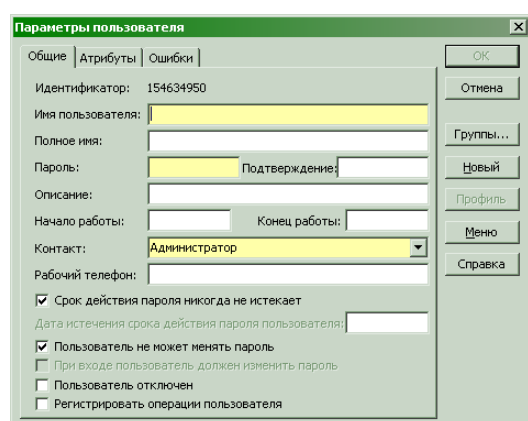 Параметры пользователя
Общие Атрибуты Ошибки
OK
Идентификатор: 154634950
Отмена
Имя пользователя:
Полное имя:
Группы...
Пароль: Подтверждение:
Новый
Описание:
Профиль
Начало работы: Конец работы:
Меню
Контакт: Администратор
Справка
Рабочий телефон:
Срок действия пароля никогда не истекает
Дата истечения срока действия пароля пользователя:
Пользователь не может менять пароль
При входе пользователь должен изменить пароль
Пользователь отключен
Регистрировать операции пользователя